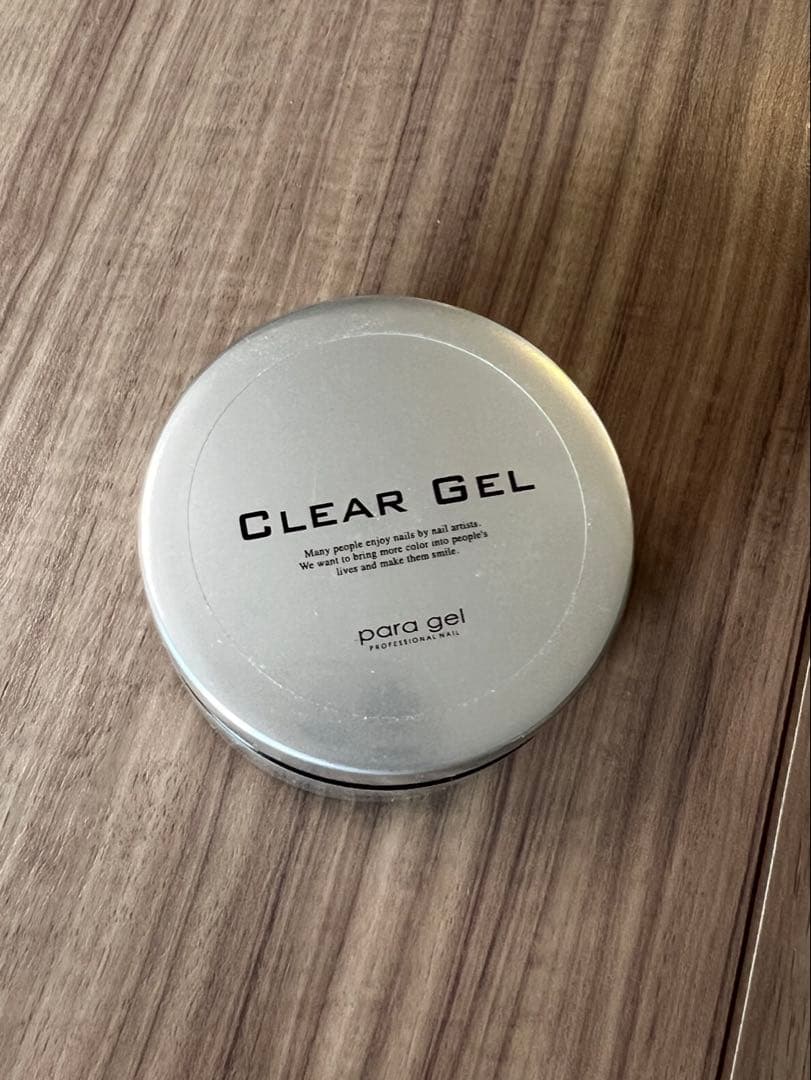 CLEAR GEL
Many people enjoy nails by nail artists.
We want to bring more color into people's
lives and make them smile.
para gel
PROFESSIONAL NAIL